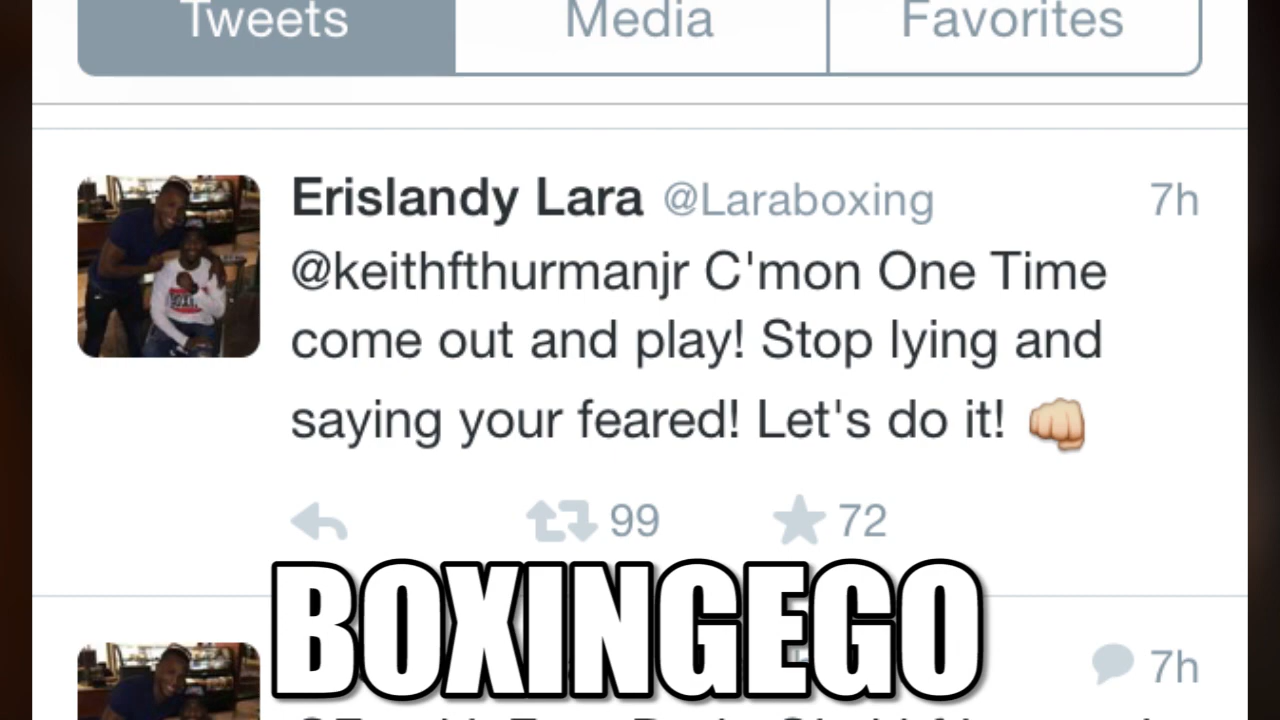 Tweets Media Favorites
Erislandy Lara @Laraboxing 7h
@keithfthurmanjr C'mon One Time
come out and play! Stop lying and
saying your feared! Let's do it! 👊
99 72
BOXINGEGO
7h